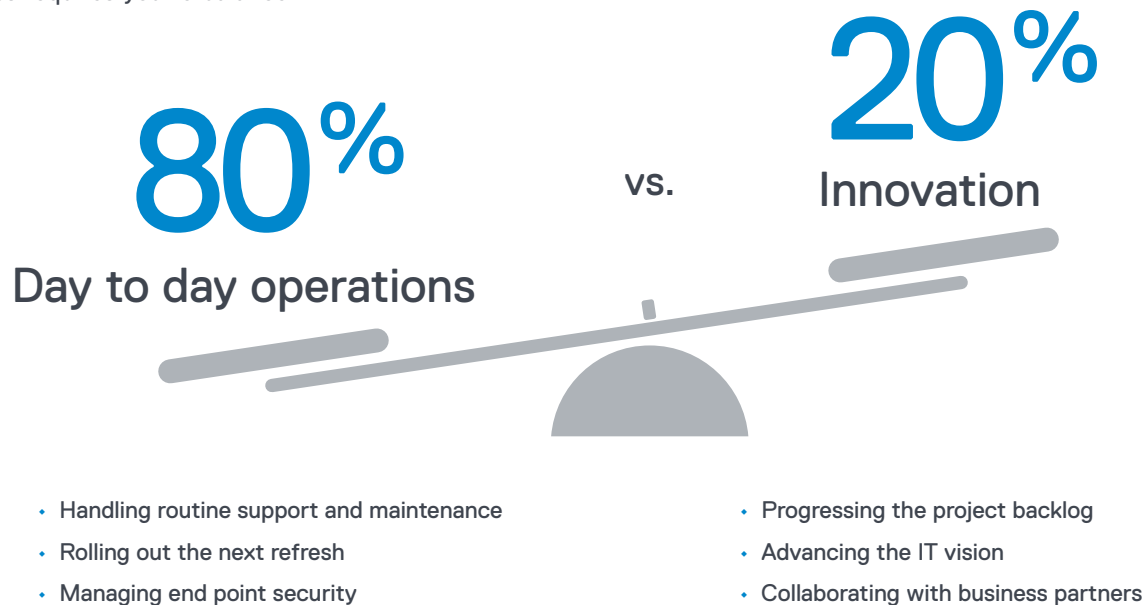 80%
Day to day operations
vs.
20%
Innovation
• Handling routine support and maintenance
• Rolling out the next refresh
• Managing end point security
• Progressing the project backlog
• Advancing the IT vision
• Collaborating with business partners